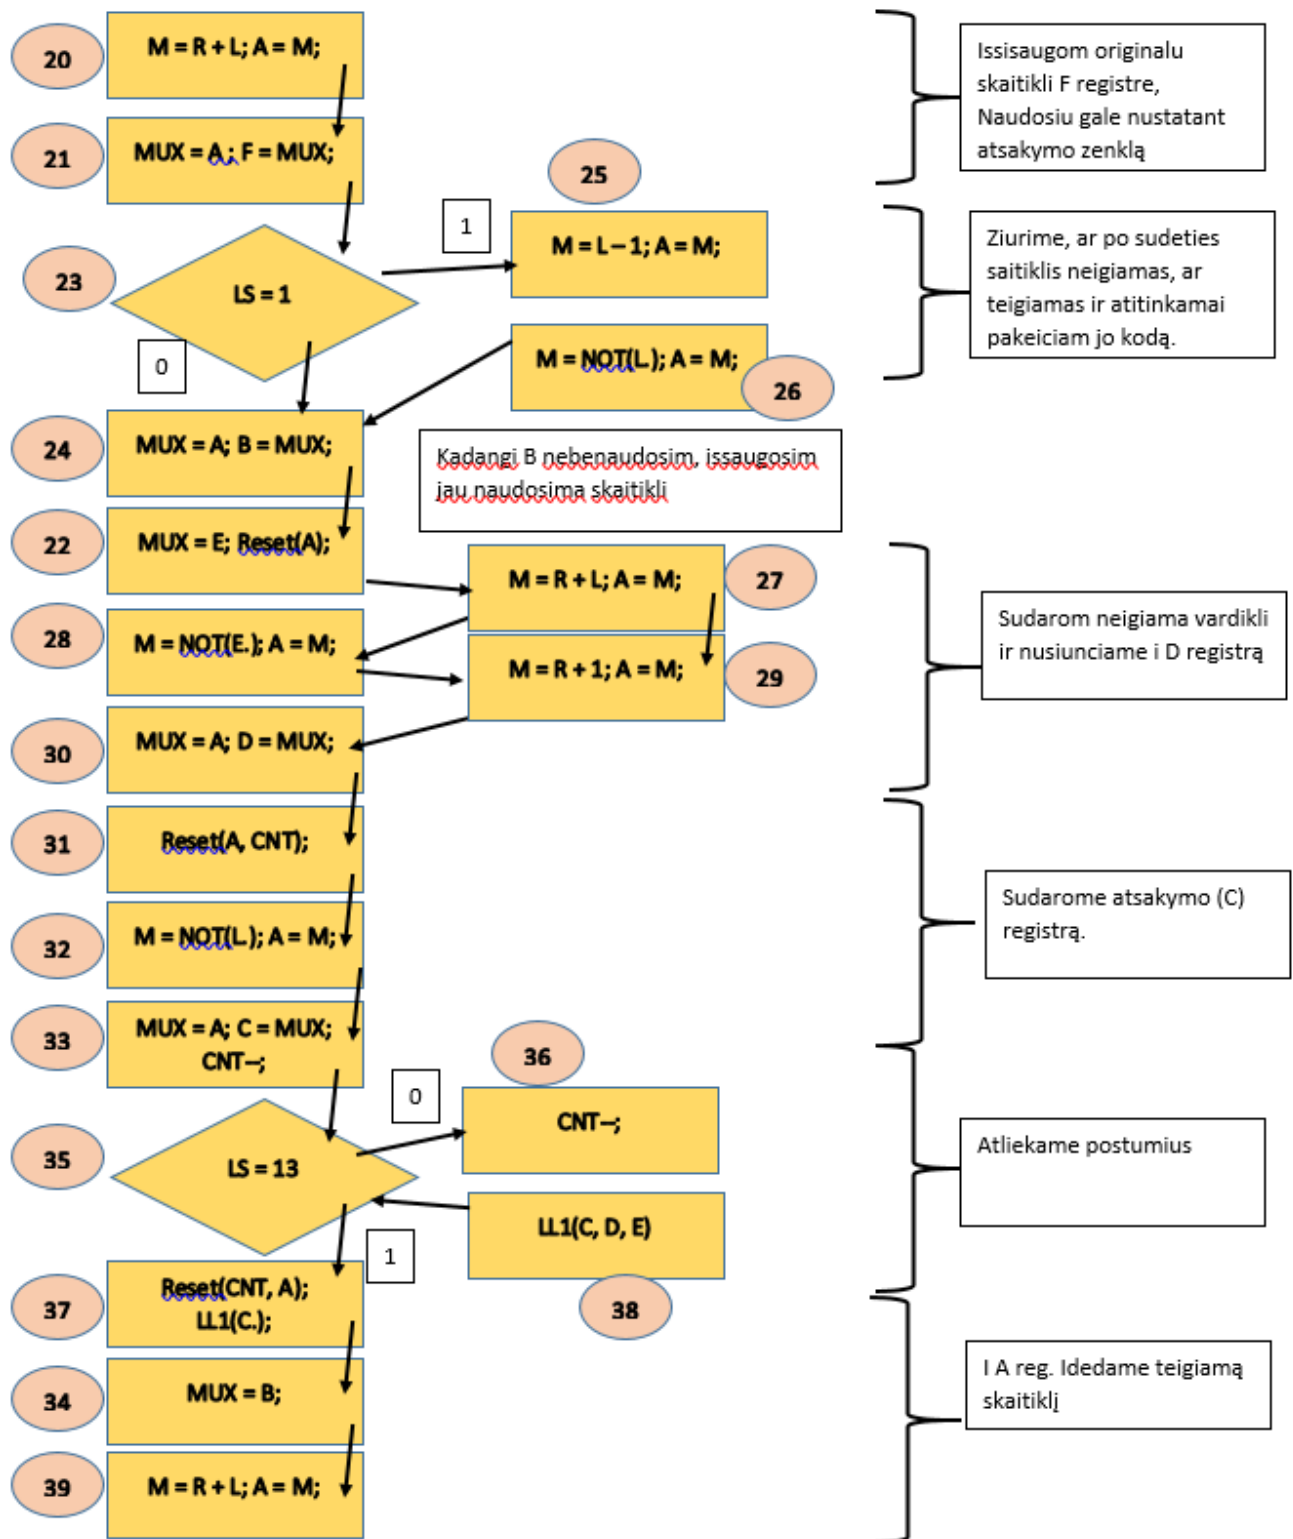 20
M = R + L; A = M;
21
MUX = A ; F = MUX;
Issisaugom originalu
skaitikli F registre,
Naudosiu gale nustatant
atsakymo zenklą
23
LS = 1
1
0
25
M = L – 1; A = M;
M = NOT(L.); A = M;
26
Ziurime, ar po sudeties
saitiklis neigiamas, ar
teigiamas ir atitinkamai
pakeiciam jo kodą.
24
MUX = A; B = MUX;
Kadangi B nebenaudosim, issaugosim
jau naudosima skaitikli
22
MUX = E; Reset(A);
M = R + L; A = M;
27
28
M = NOT(E.); A = M;
M = R + 1; A = M;
29
Sudarom neigiama vardikli
ir nusiunciame i D registrą
30
MUX = A; D = MUX;
31
Reset(A, CNT);
32
M = NOT(L.); A = M;
Sudarome atsakymo (C)
registrą.
33
MUX = A; C = MUX;
CNT--;
35
LS = 13
0
1
36
CNT--;
LL1(C, D, E)
38
Atliekame postumius
37
Reset(CNT, A);
LL1(C.);
34
MUX = B;
39
M = R + L; A = M;
I A reg. Idedame teigiamą
skaitiklį